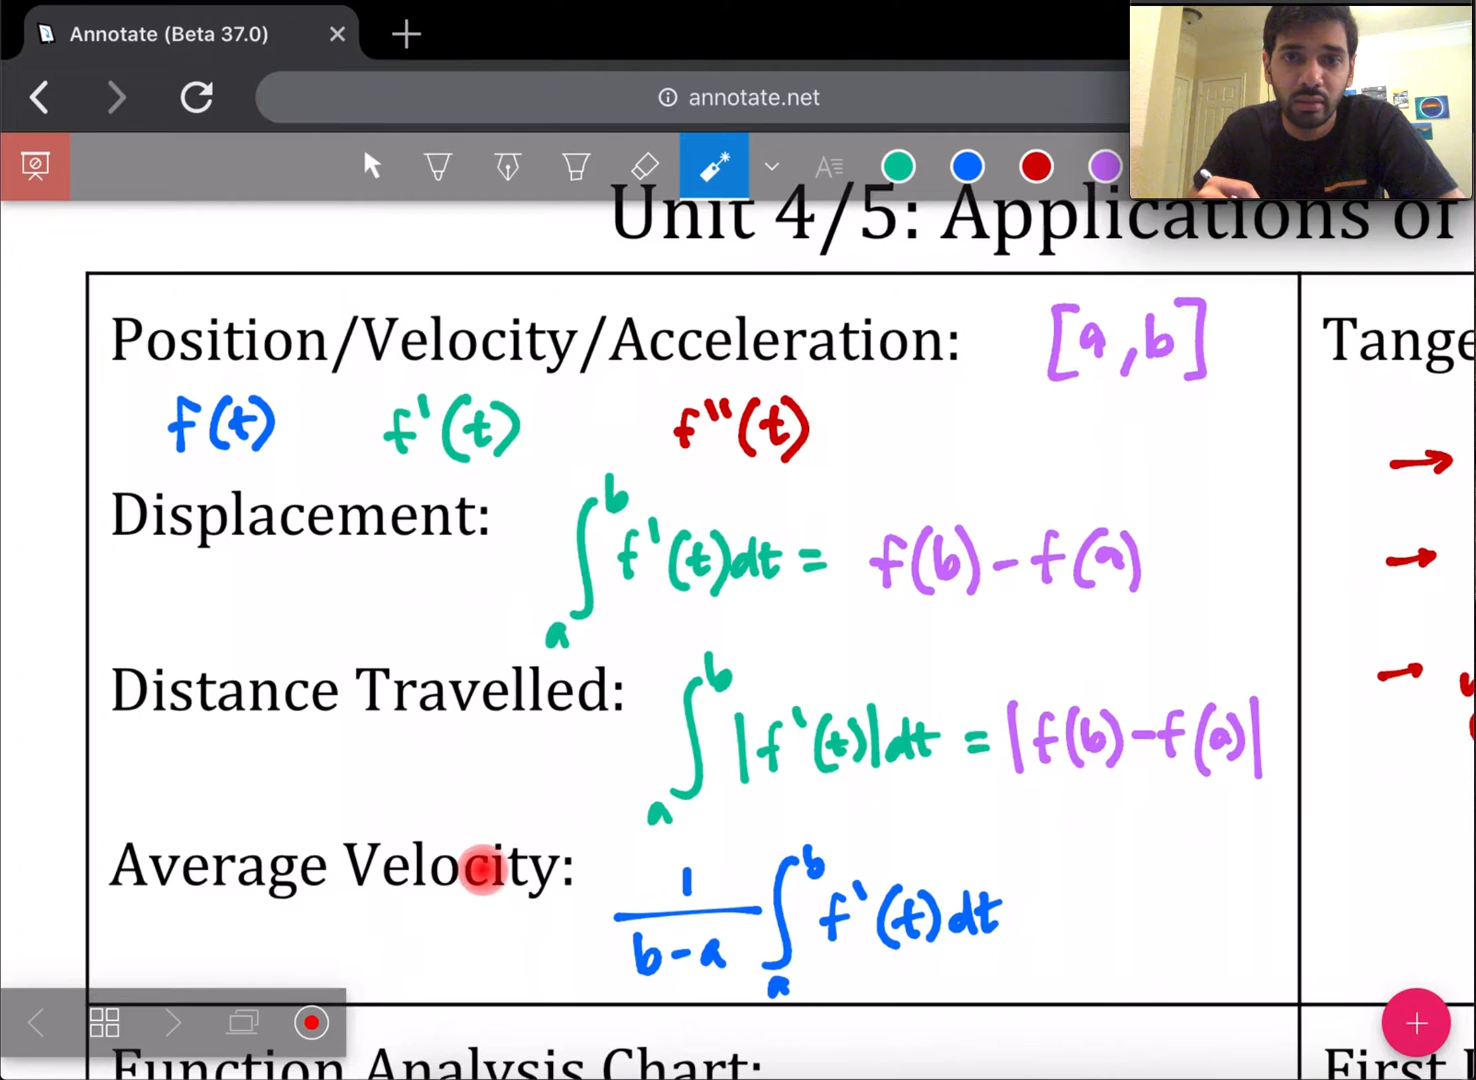 Annotate (Beta 37.0)
annotate.net
Unit 4/5: Applications of
Position/Velocity/Acceleration: [a,b]
f(t) f'(t) f''(t)
Displacement: ∫_a^b f'(t)dt = f(b)-f(a)
Distance Travelled: ∫_a^b |f'(t)|dt = |f(b)-f(a)|
Average Velocity: 1/(b-a) ∫_a^b f'(t)dt
Function Analysis Chart:
Tange
→
→
→
First